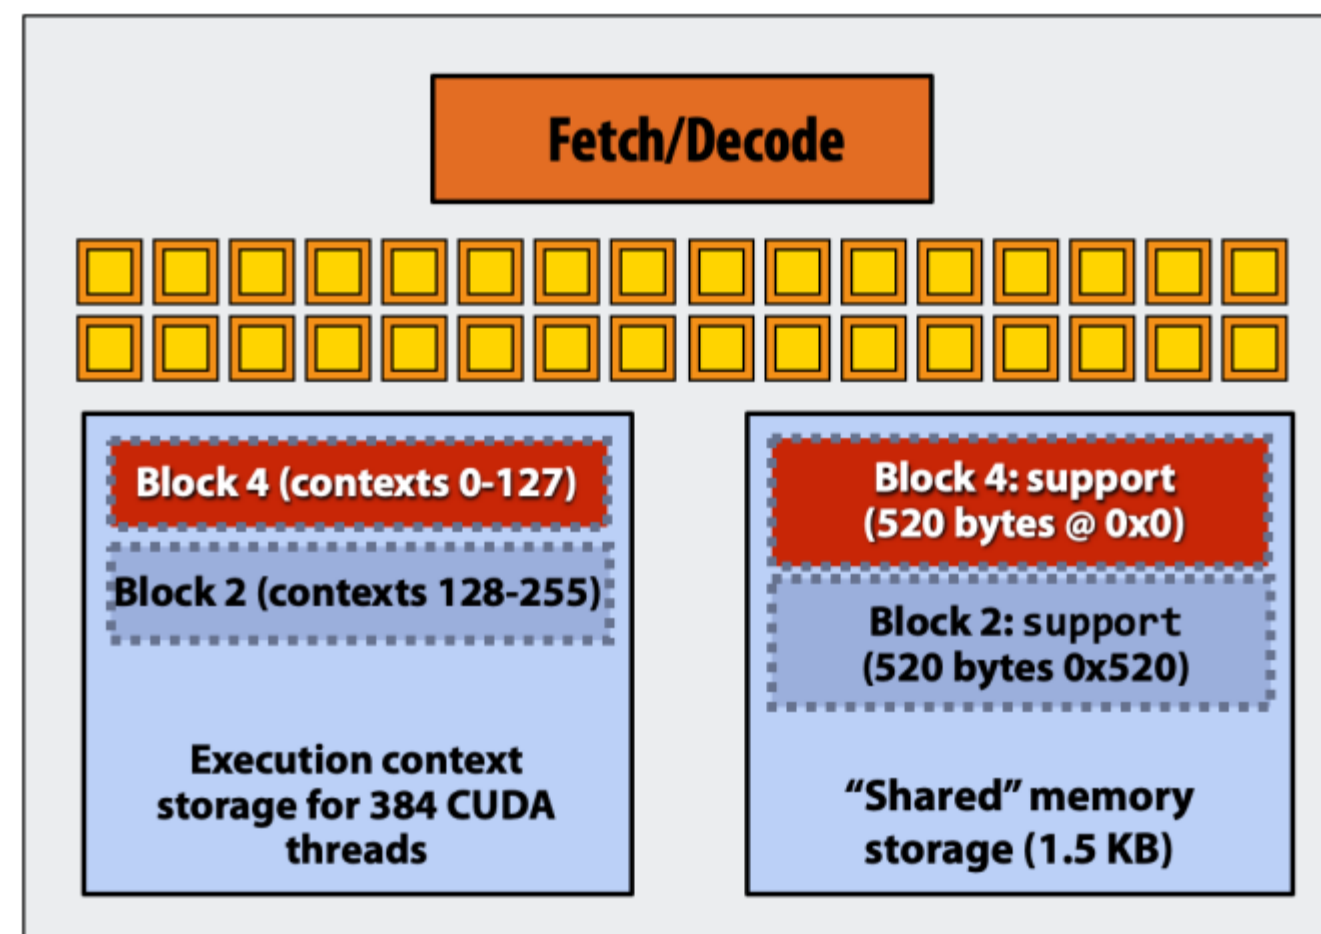 Fetch/Decode
Block 4 (contexts 0-127)
Block 2 (contexts 128-255)
Execution context
storage for 384 CUDA
threads
Block 4: support
(520 bytes @ 0x0)
Block 2: support
(520 bytes 0x520)
“Shared” memory
storage (1.5 KB)